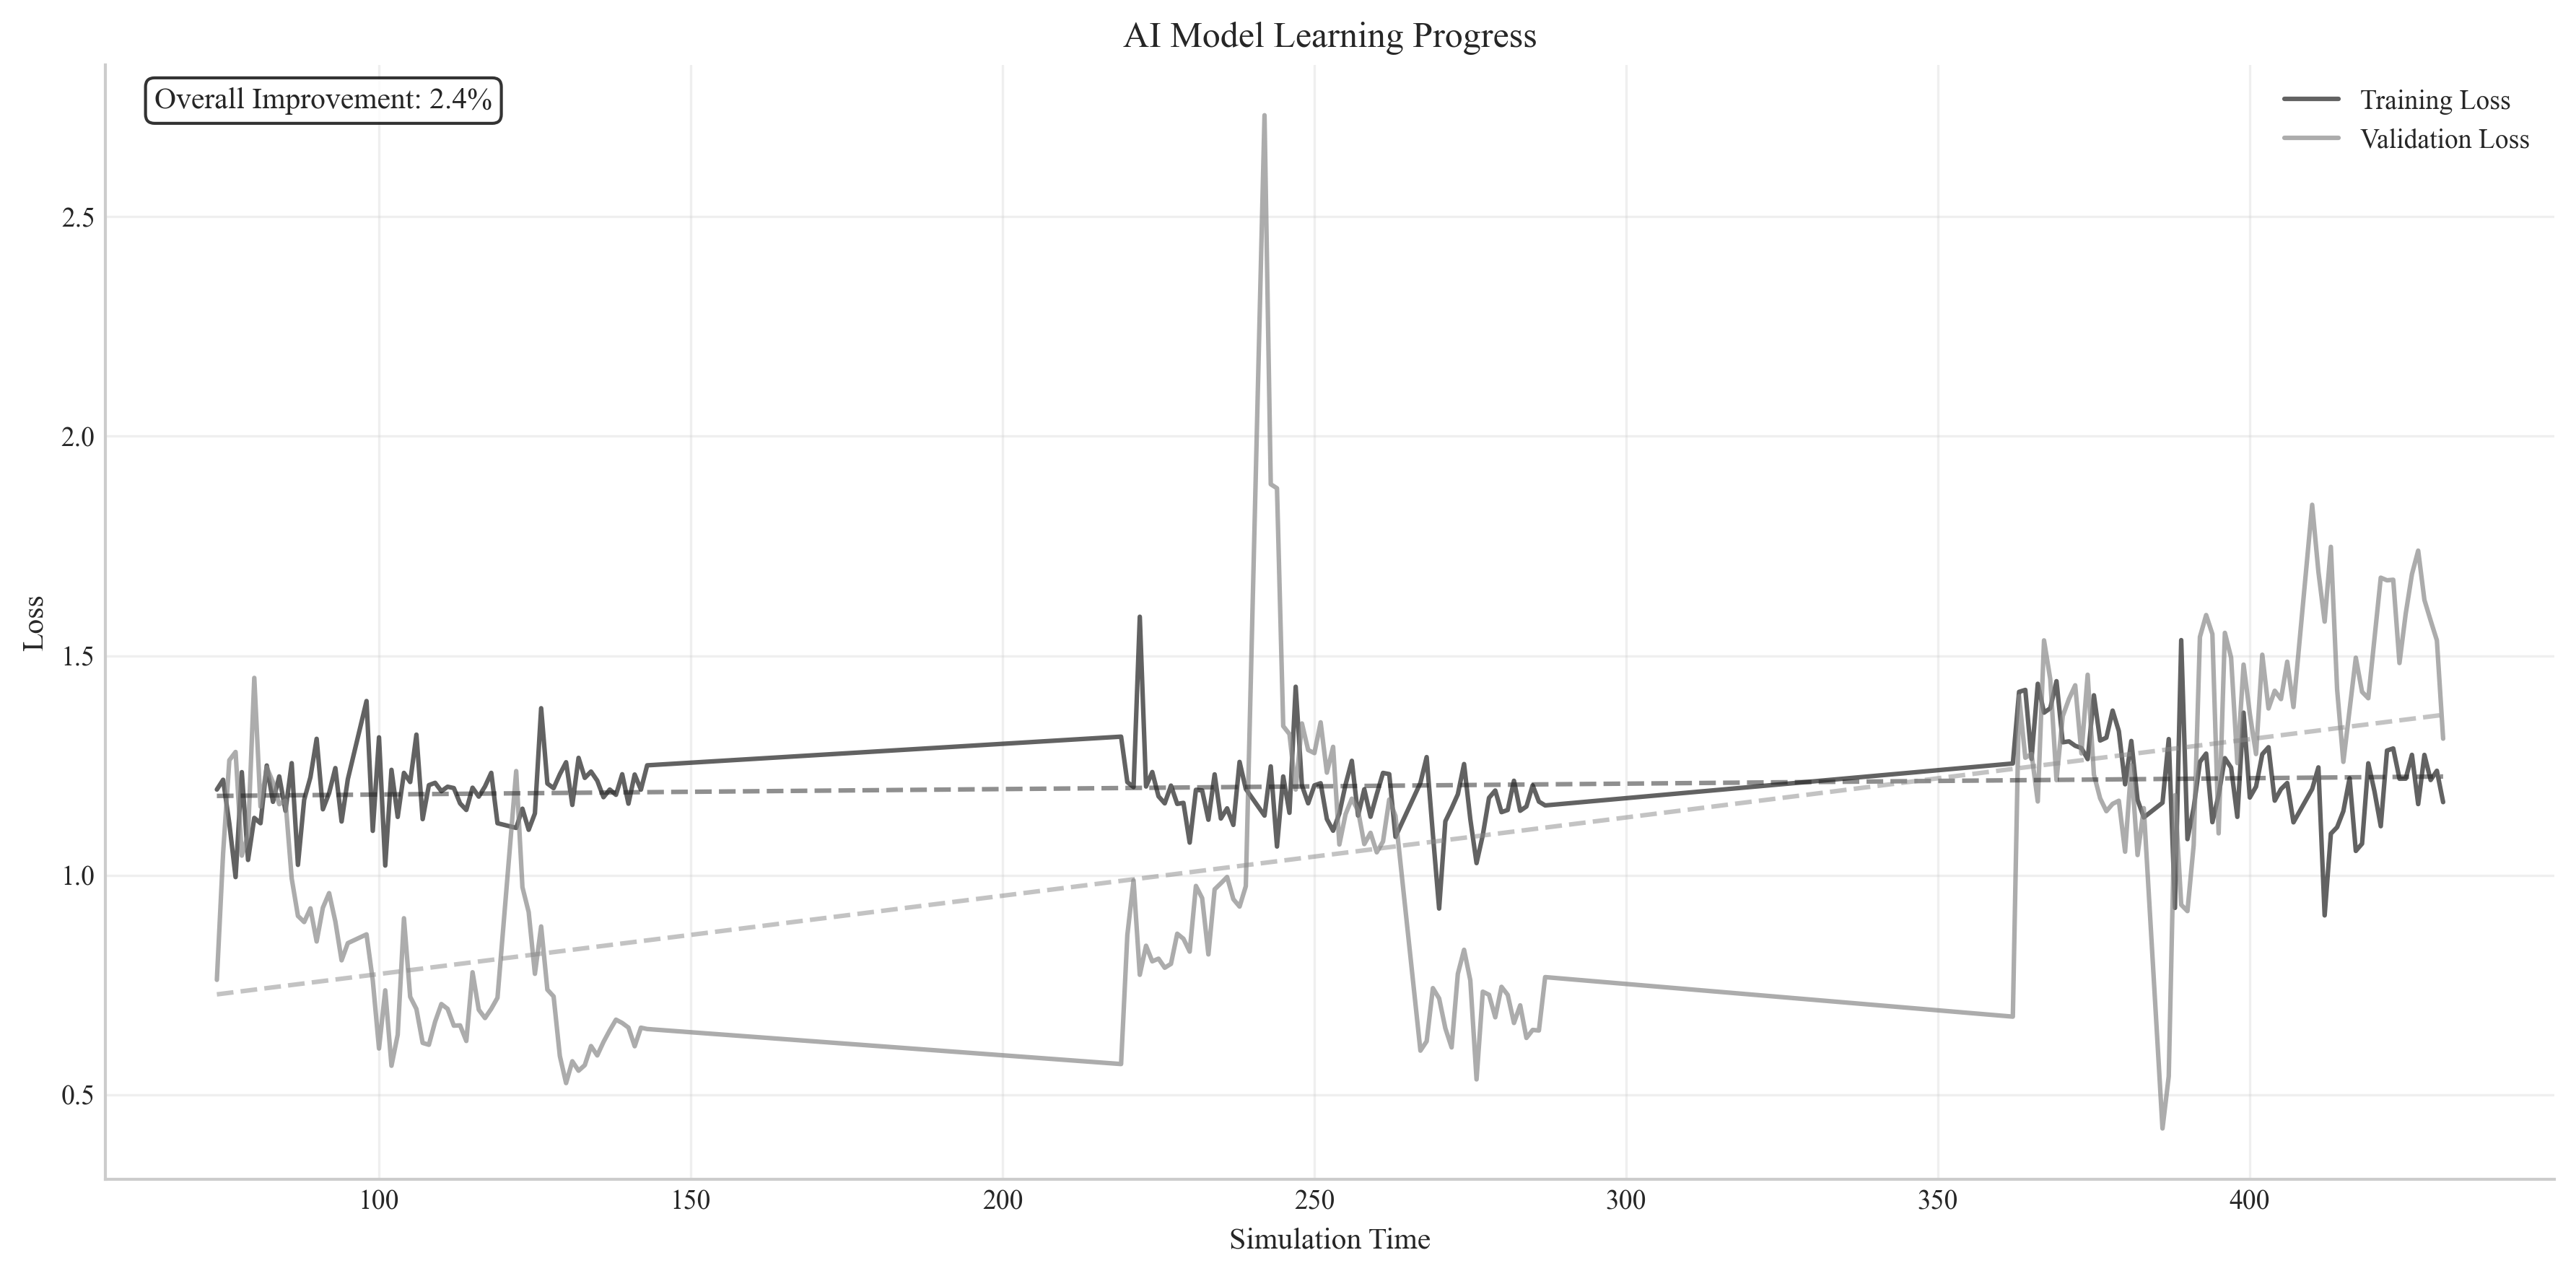 AI Model Learning Progress
Overall Improvement: 2.4%
Training Loss
Validation Loss
2.5
2.0
1.5
1.0
0.5
Loss
100 150 200 250 300 350 400
Simulation Time